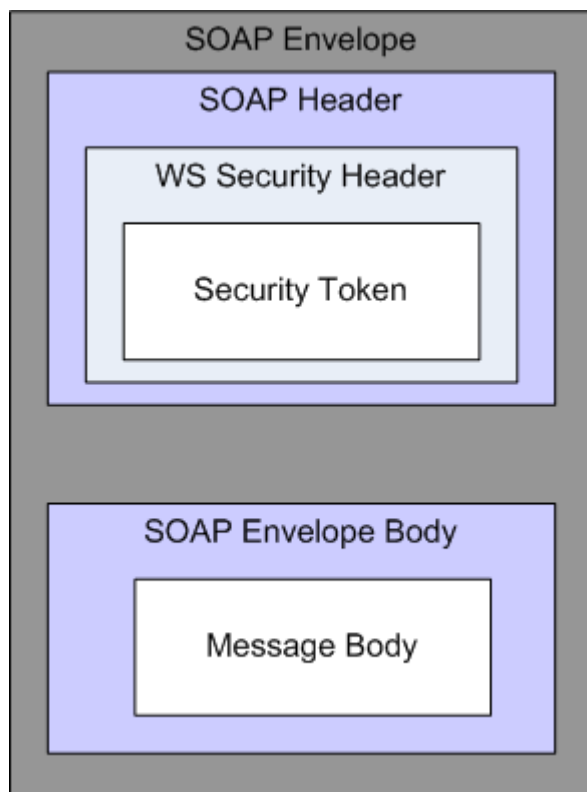 SOAP Envelope
SOAP Header
WS Security Header
Security Token
SOAP Envelope Body
Message Body